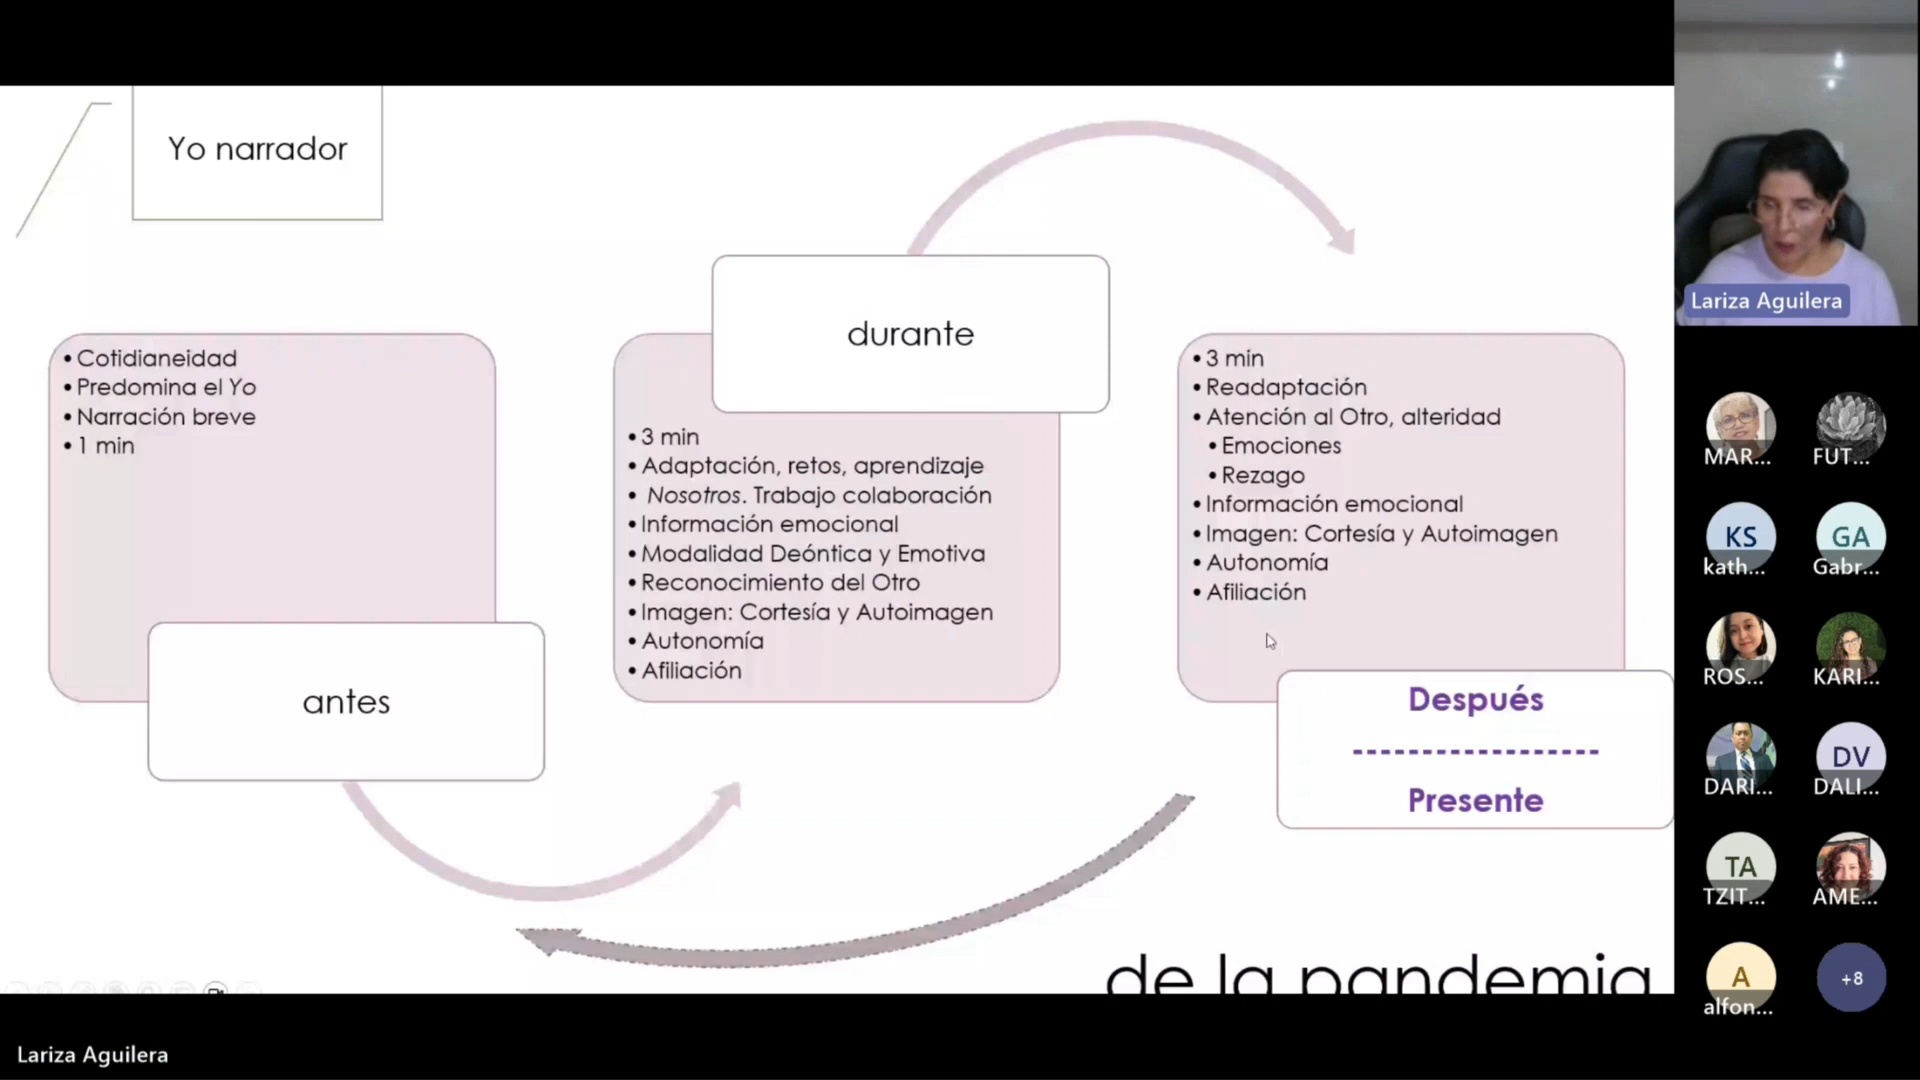 Yo narrador
• Cotidianeidad
• Predomina el Yo
• Narración breve
• 1 min
antes
durante
• 3 min
• Adaptación, retos, aprendizaje
• Nosotros. Trabajo colaboración
• Información emocional
• Modalidad Deóntica y Emotiva
• Reconocimiento del Otro
• Imagen: Cortesía y Autoimagen
• Autonomía
• Afiliación
• 3 min
• Readaptación
• Atención al Otro, alteridad
• Emociones
• Rezago
• Información emocional
• Imagen: Cortesía y Autoimagen
• Autonomía
• Afiliación
Después
------------------
Presente
de la pandemia
Lariza Aguilera
MAR...
FUT...
KS
kath...
GA
Gabr...
ROS...
KARI...
DARI...
DV
DALI...
TA
TZIT...
AME...
A
alfon...
+8
Lariza Aguilera